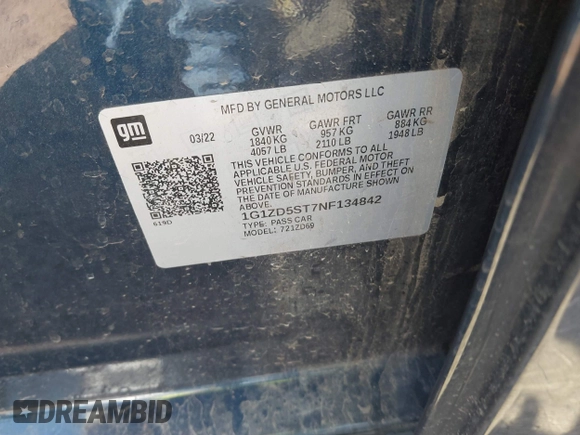 MFD BY GENERAL MOTORS LLC
gm
03/22
GVWR GAWR FRT GAWR RR
1840 KG 957 KG 884 KG
4057 LB 2110 LB 1948 LB
THIS VEHICLE CONFORMS TO ALL
APPLICABLE U.S. FEDERAL MOTOR
VEHICLE SAFETY, BUMPER, AND THEFT
PREVENTION STANDARDS IN EFFECT ON
THE DATE OF MANUFACTURE SHOWN
ABOVE.
619D
1G1ZD5ST7NF134842
TYPE: PASS CAR
MODEL: 721ZD69
DREAMBID